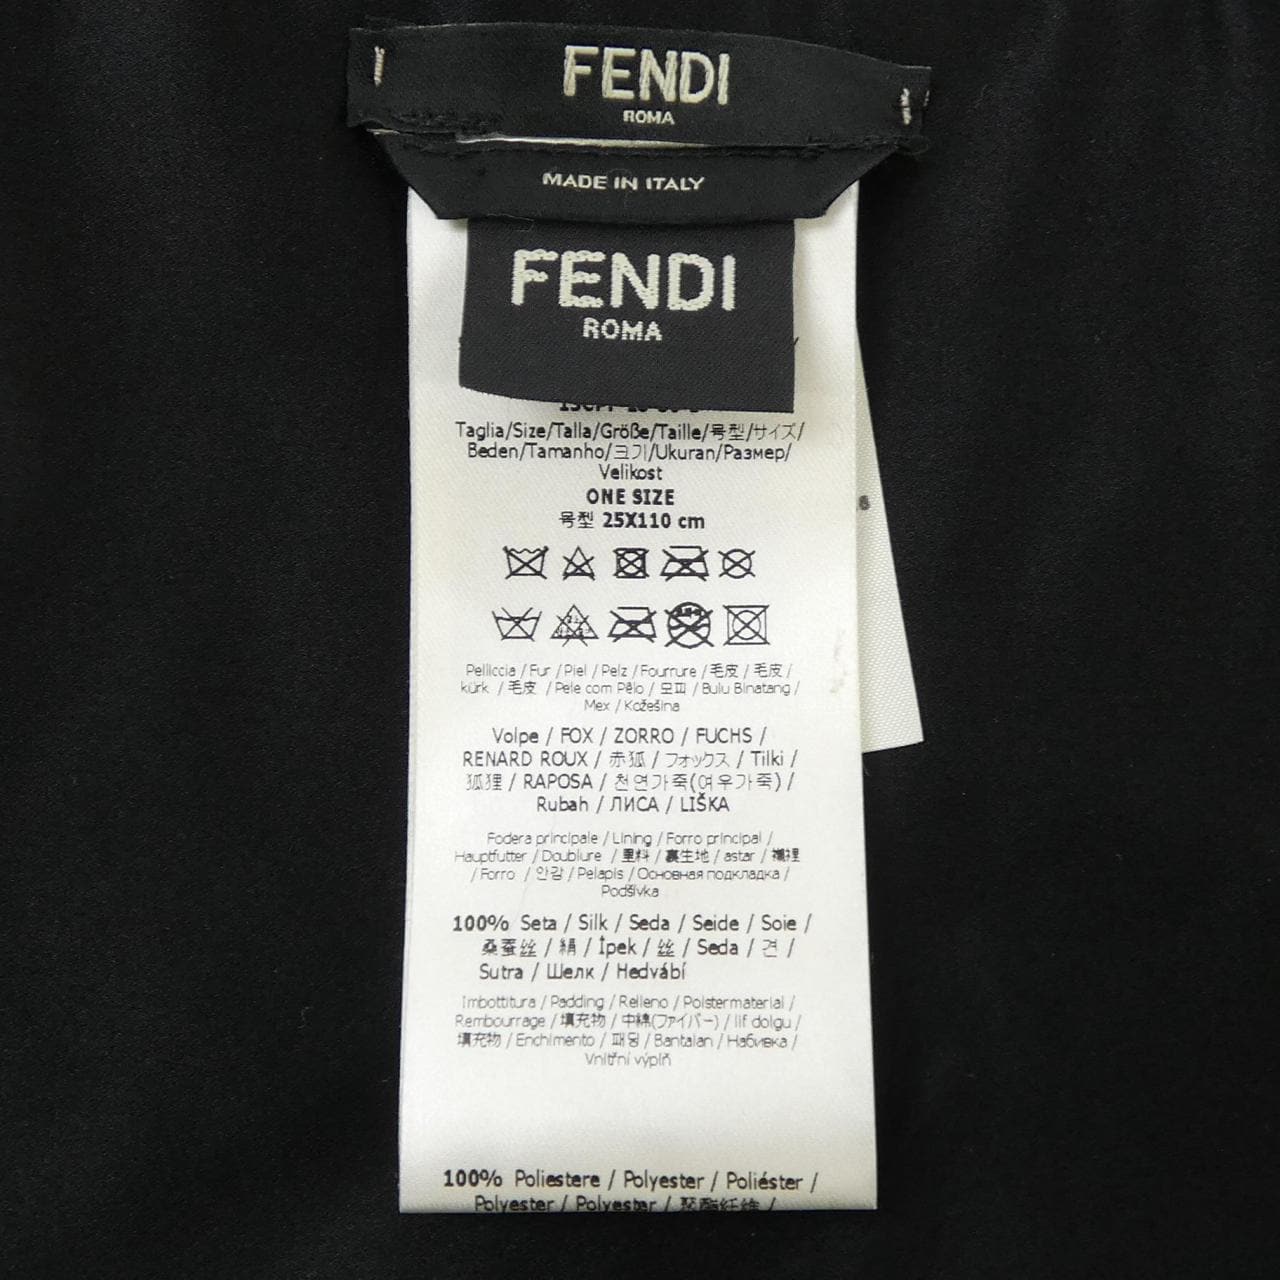 FENDI
ROMA
MADE IN ITALY
FENDI
ROMA
Taglia/Size/Talla/Größe/Taille/号型/サイズ/
Beden/Tamanho/크기/Ukuran/Размер/
Velikost
ONE SIZE
号型 25X110 cm
Pelliccia / Fur / Piel / Pelz / Fourrure / 毛皮 / 毛皮 /
kürk / 毛皮 / Pele com Pêlo / 모피 / Bulu Binatang /
Mex / Kožešina
Volpe / FOX / ZORRO / FUCHS /
RENARD ROUX / 赤狐 / フォックス / Tilki /
狐狸 / RAPOSA / 천연가죽(여우가죽) /
Rubah / ЛИСА / LIŠKA
Fodera principale / Lining / Forro principal /
Hauptfutter / Doublure / 里料 / 裏生地 / astar / 襯裡
/ Forro / 안감 / Pelapis / Основная подкладка /
Podšívka
100% Seta / Silk / Seda / Seide / Soie /
桑蚕丝 / 絹 / İpek / 丝 / Seda / 견 /
Sutra / Шелк / Hedvábí
Imbottitura / Padding / Relleno / Polstermaterial /
Rembourrage / 填充物 / 中綿(ファイバー) / lif dolgu /
填充物 / Enchimento / 패딩 / Bantalan / Набивка /
Vnitřní výplň
100% Poliestere / Polyester / Poliéster /
Polyester / Polyester / 聚酯纤维 /